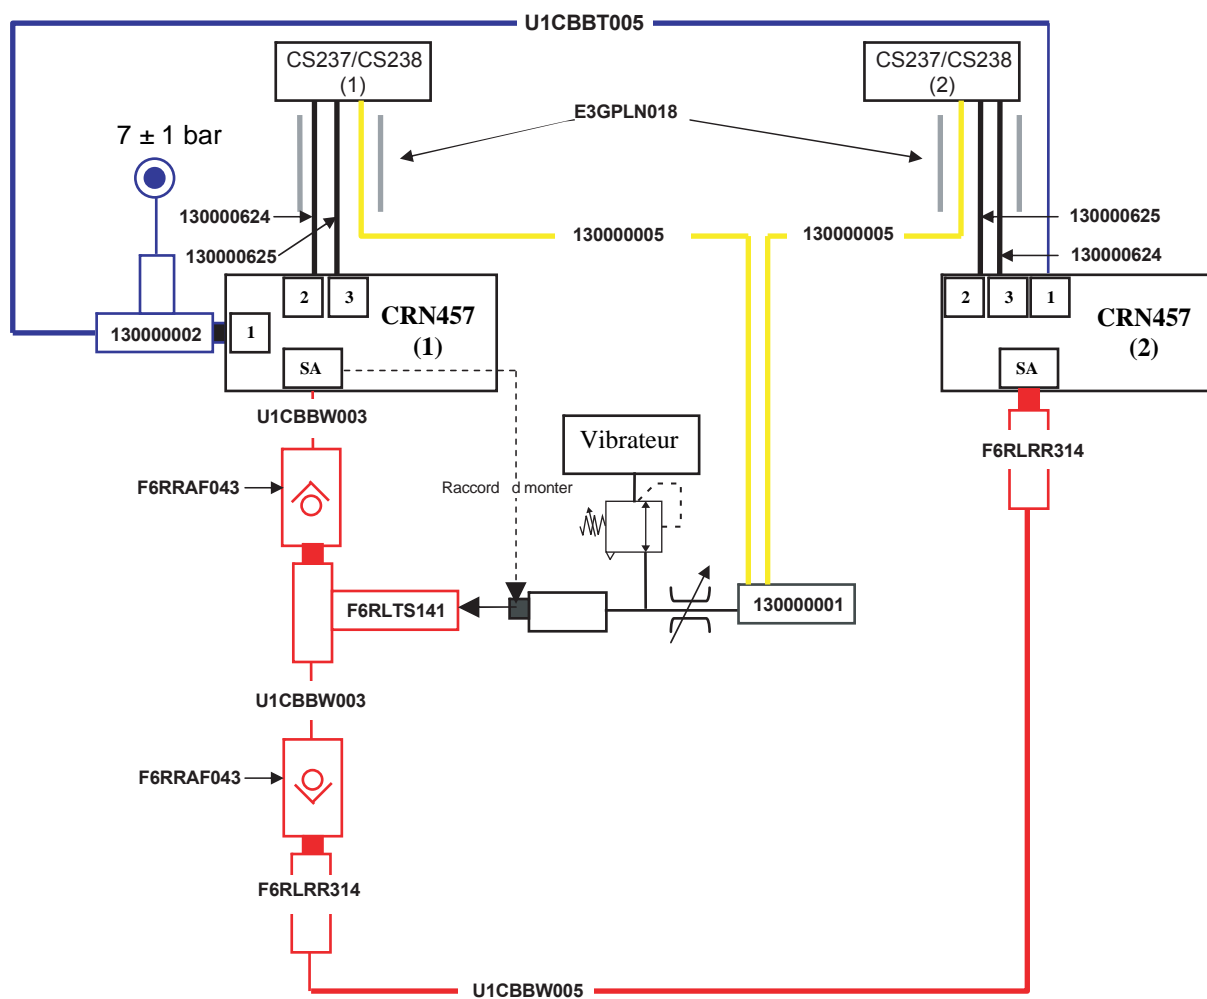 U1CBBT005
CS237/CS238
(1)
CS237/CS238
(2)
E3GPLN018
7 ± 1 bar
130000624
130000625
130000005
130000005
130000625
130000624
2
3
1
130000002
CRN457
(1)
SA
2
3
1
CRN457
(2)
SA
U1CBBW003
Vibrateur
F6RLRR314
F6RRAF043
Raccord d monter
F6RLTS141
130000001
U1CBBW003
F6RRAF043
F6RLRR314
U1CBBW005